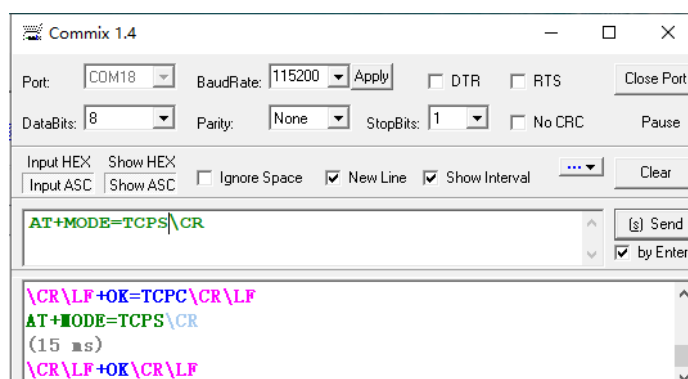 Commix 1.4
Port: COM18 BaudRate: 115200 Apply DTR RTS Close Port
DataBits: 8 Parity: None StopBits: 1 No CRC Pause
Input HEX Show HEX
Input ASC Show ASC Ignore Space New Line Show Interval ... Clear
AT+MODE=TCPS\CR (s) Send
by Enter
\CR\LF+OK=TCPC\CR\LF
AT+MODE=TCPS\CR
(15 ms)
\CR\LF+OK\CR\LF